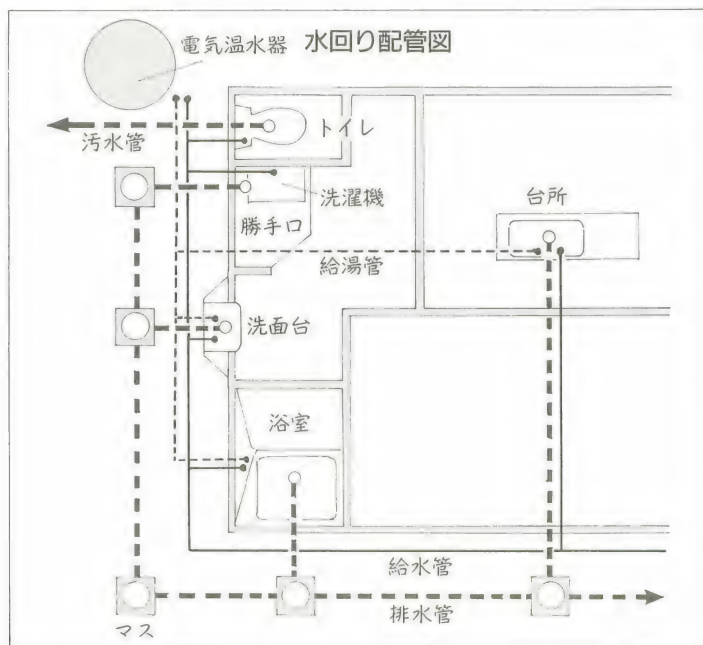 電気温水器
水回り配管図
汚水管
トイレ
洗濯機
勝手口
台所
給湯管
洗面台
浴室
給水管
排水管
マス